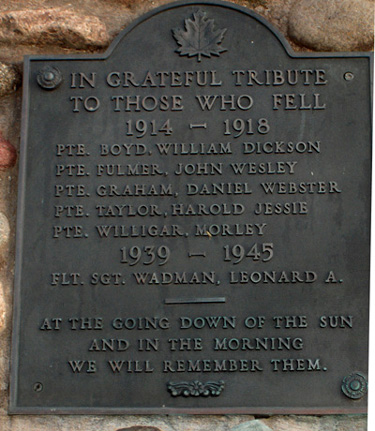 IN GRATEFUL TRIBUTE
TO THOSE WHO FELL
1914 – 1918
PTE. BOYD, WILLIAM DICKSON
PTE. FULMER, JOHN WESLEY
PTE. GRAHAM, DANIEL WEBSTER
PTE. TAYLOR, HAROLD JESSIE
PTE. WILLIGAR, MORLEY
1939 – 1945
FLT. SGT. WADMAN, LEONARD A.
AT THE GOING DOWN OF THE SUN
AND IN THE MORNING
WE WILL REMEMBER THEM.